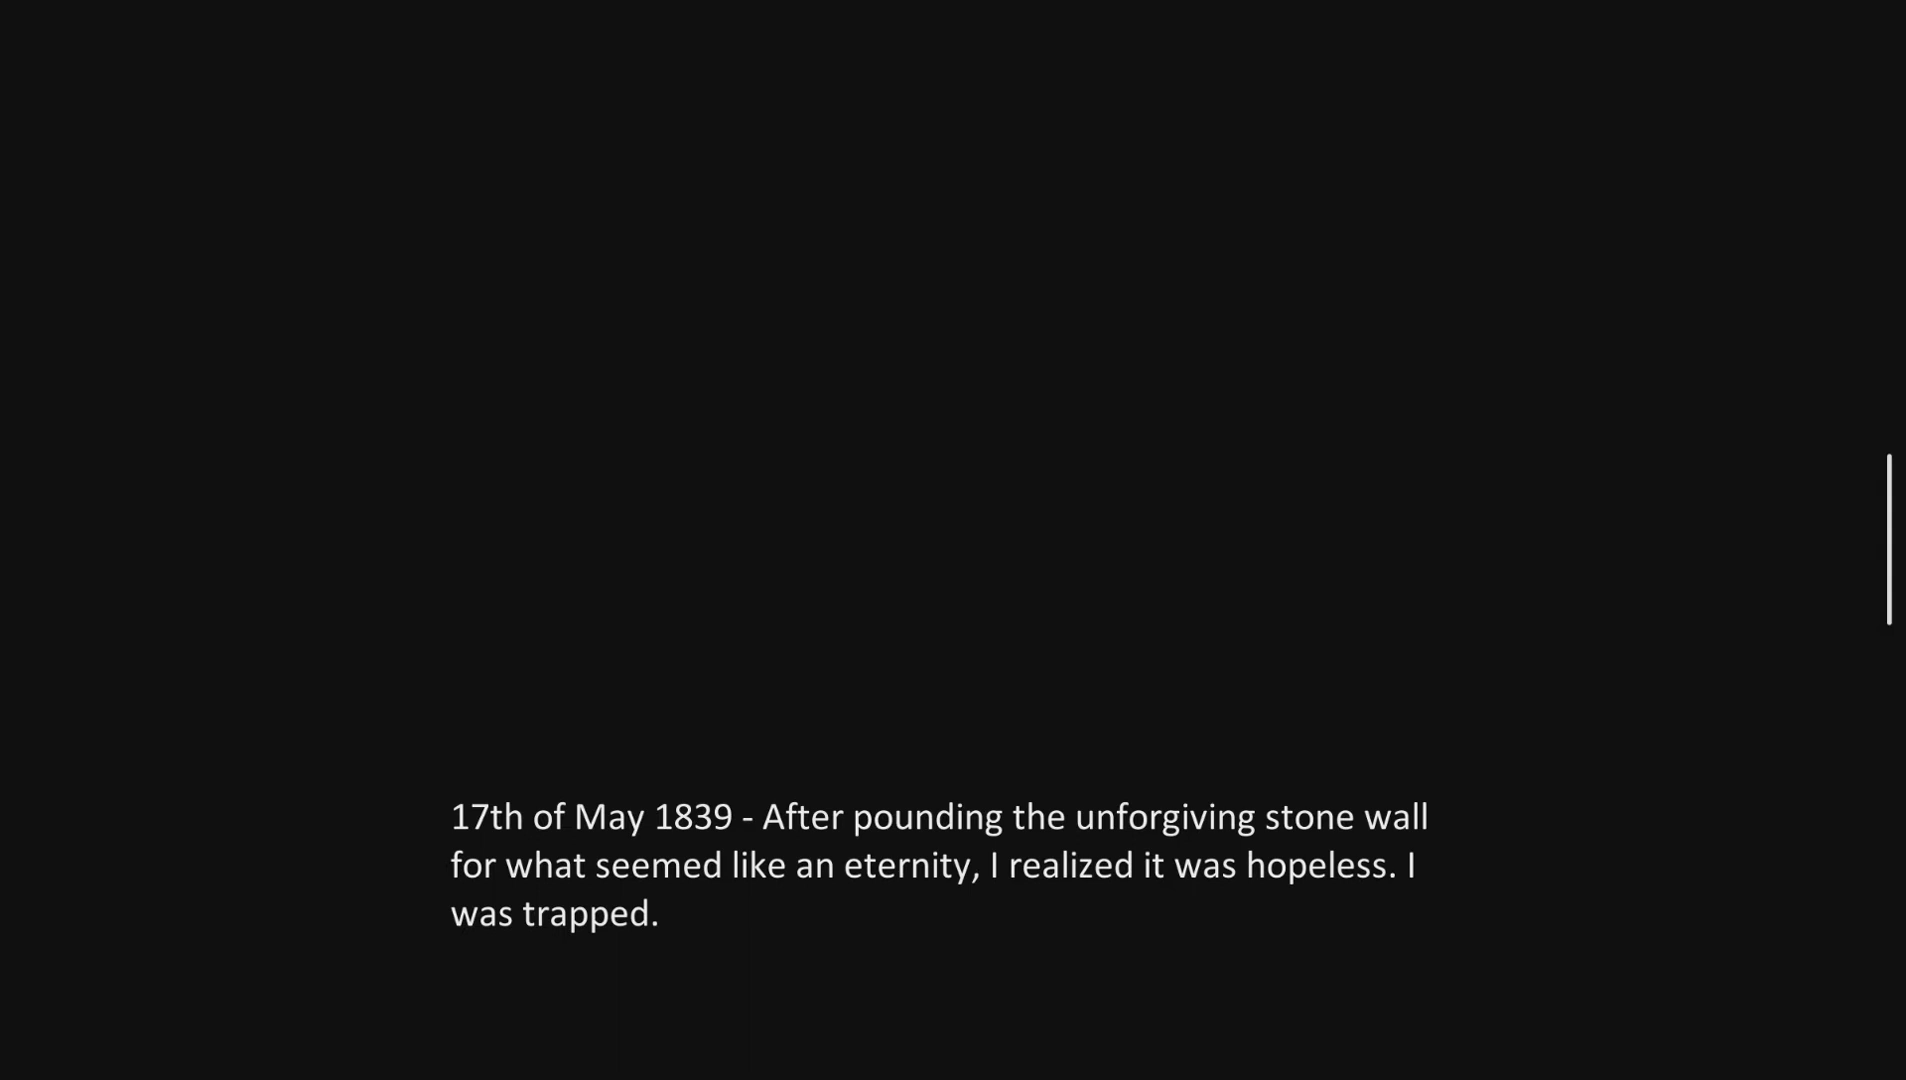 17th of May 1839 - After pounding the unforgiving stone wall
for what seemed like an eternity, I realized it was hopeless. I
was trapped.